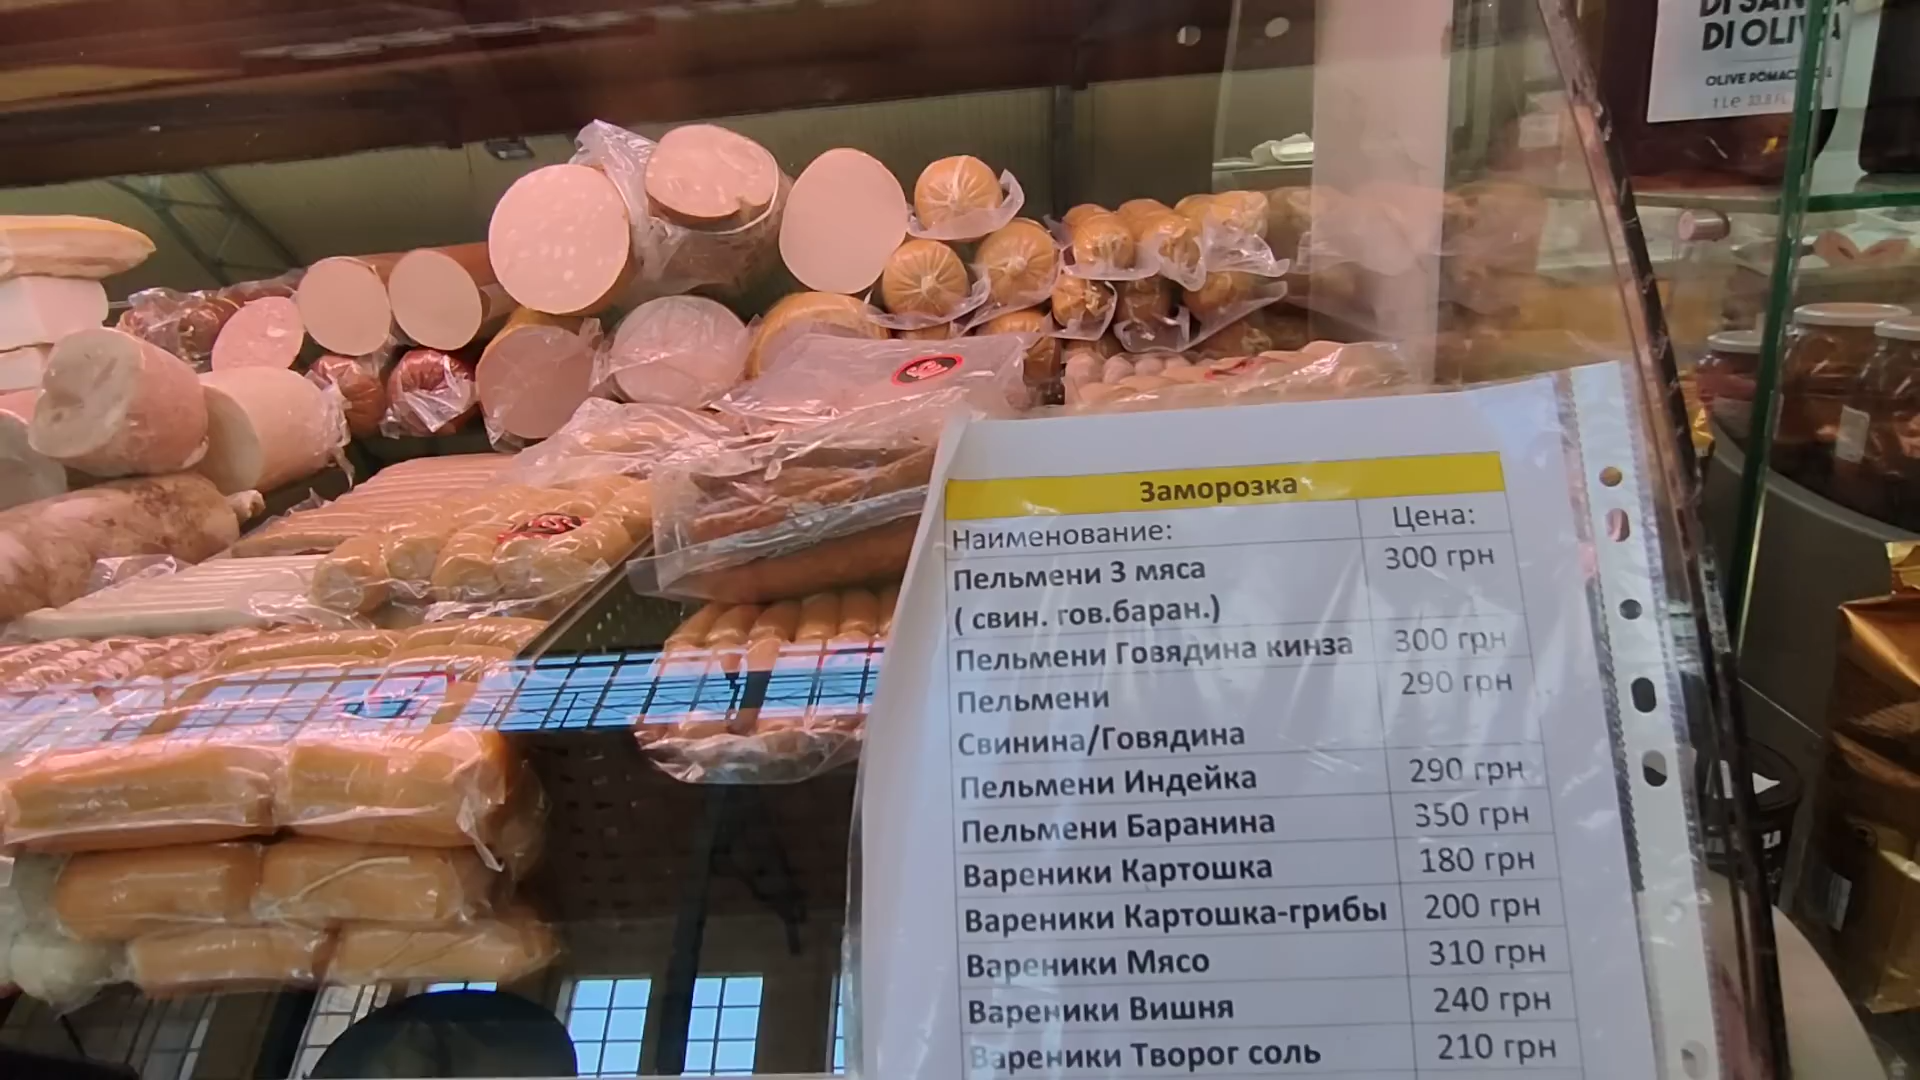 DI OLIVA
OLIVE POMACE
Заморозка
Наименование: Цена:
Пельмени 3 мяса 300 грн
( свин. гов.баран.)
Пельмени Говядина кинза 300 грн
Пельмени 290 грн
Свинина/Говядина
Пельмени Индейка 290 грн
Пельмени Баранина 350 грн
Вареники Картошка 180 грн
Вареники Картошка-грибы 200 грн
Вареники Мясо 310 грн
Вареники Вишня 240 грн
Вареники Творог соль 210 грн